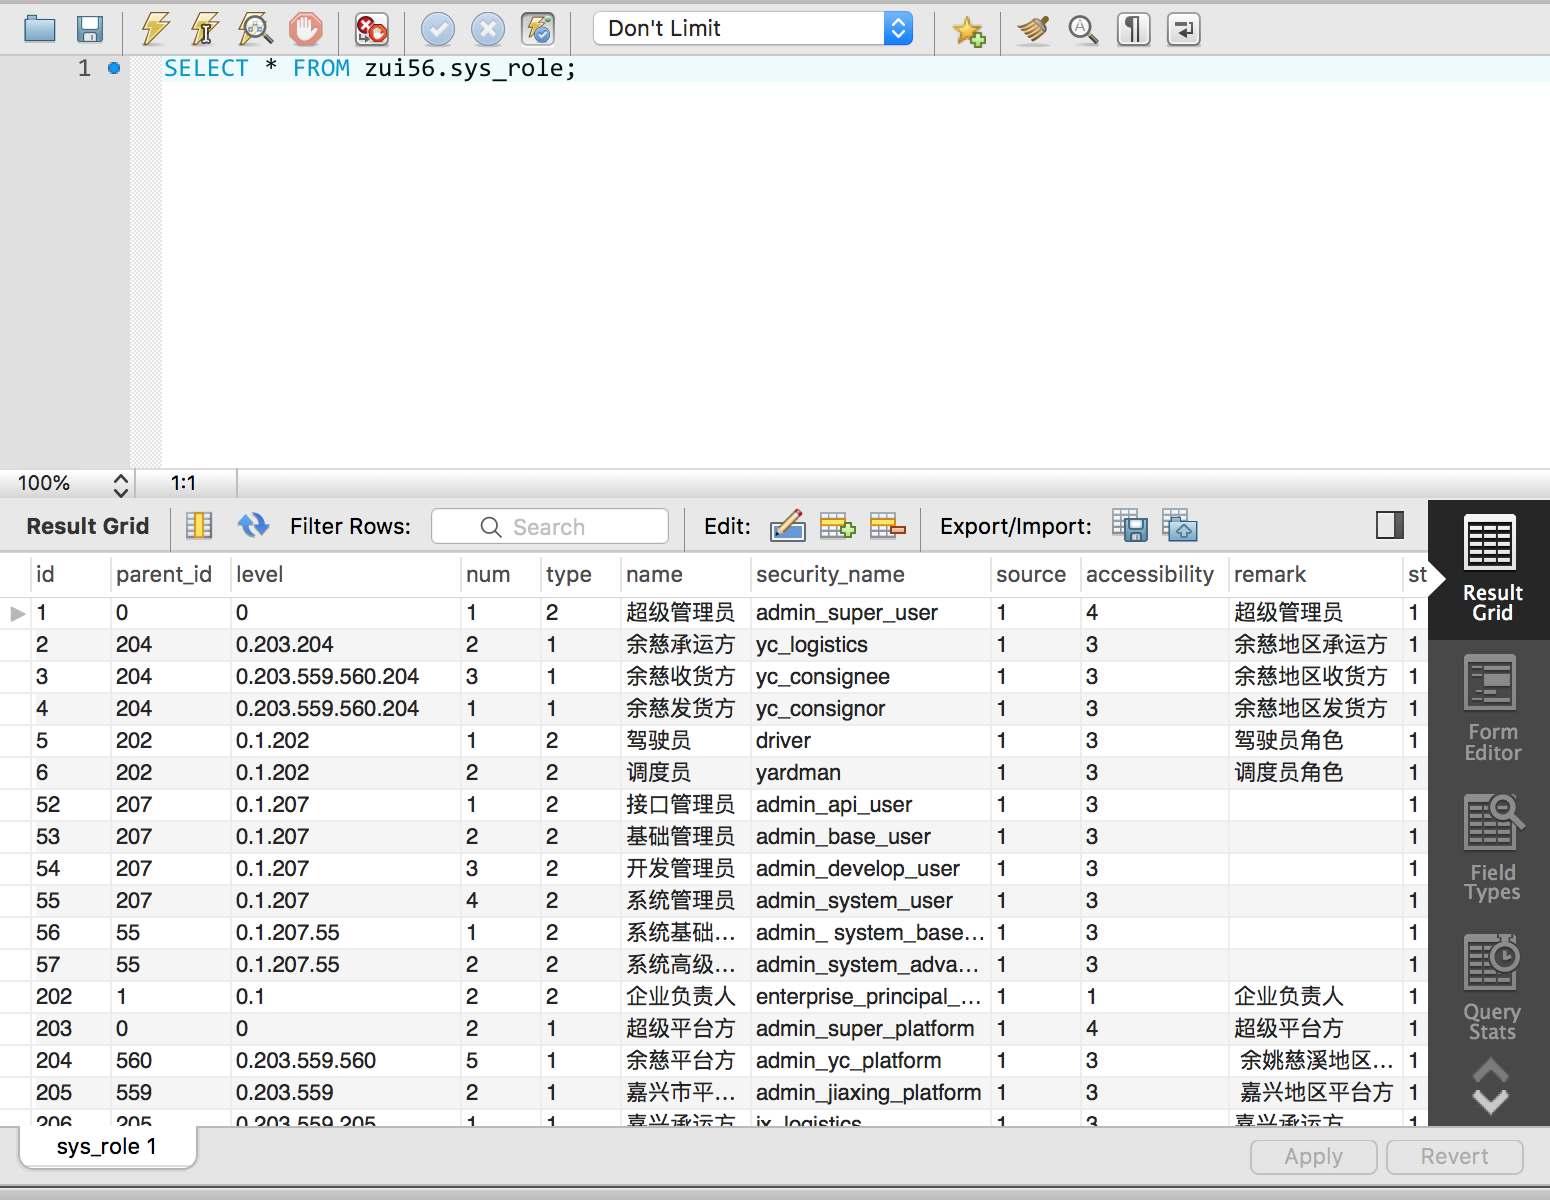 Don't Limit
1 SELECT * FROM zui56.sys_role;
100% 1:1
Result Grid Filter Rows: Search Edit: Export/Import:
id parent_id level num type name security_name source accessibility remark st
1 0 0 1 2 超级管理员 admin_super_user 1 4 超级管理员 1
2 204 0.203.204 2 1 余慈承运方 yc_logistics 1 3 余慈地区承运方 1
3 204 0.203.559.560.204 3 1 余慈收货方 yc_consignee 1 3 余慈地区收货方 1
4 204 0.203.559.560.204 1 1 余慈发货方 yc_consignor 1 3 余慈地区发货方 1
5 202 0.1.202 1 2 驾驶员 driver 1 3 驾驶员角色 1
6 202 0.1.202 2 2 调度员 yardman 1 3 调度员角色 1
52 207 0.1.207 1 2 接口管理员 admin_api_user 1 3 1
53 207 0.1.207 2 2 基础管理员 admin_base_user 1 3 1
54 207 0.1.207 3 2 开发管理员 admin_develop_user 1 3 1
55 207 0.1.207 4 2 系统管理员 admin_system_user 1 3 1
56 55 0.1.207.55 1 2 系统基础... admin_ system_base... 1 3 1
57 55 0.1.207.55 2 2 系统高级... admin_system_adva... 1 3 1
202 1 0.1 2 2 企业负责人 enterprise_principal_... 1 1 企业负责人 1
203 0 0 2 1 超级平台方 admin_super_platform 1 4 超级平台方 1
204 560 0.203.559.560 5 1 余慈平台方 admin_yc_platform 1 3 余姚慈溪地区... 1
205 559 0.203.559 2 1 嘉兴市平... admin_jiaxing_platform 1 3 嘉兴地区平台方 1
206 205 0.203.559.205 1 1 嘉兴承运方 jx_logistics 1 3 嘉兴承运方 1
Result
Grid
Form
Editor
Field
Types
Query
Stats
sys_role 1
Apply Revert